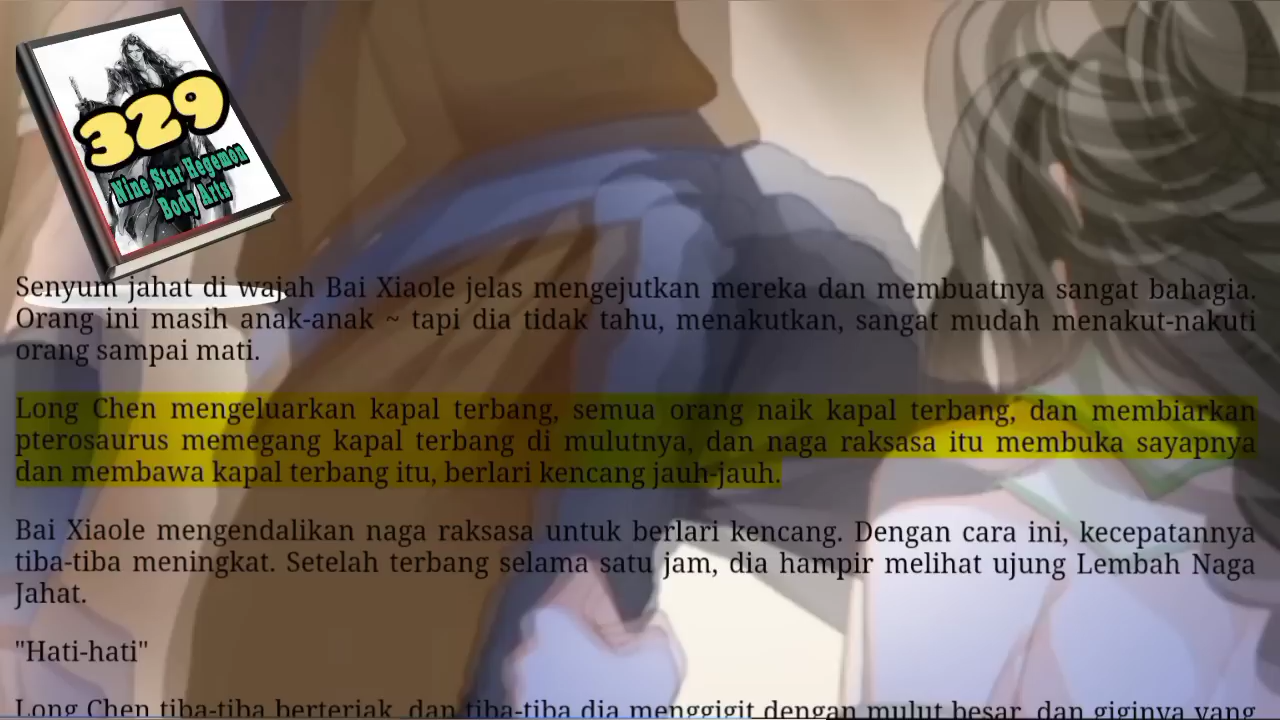 329
Nine Star Hegemon
Body Arts
Senyum jahat di wajah Bai Xiaole jelas mengejutkan mereka dan membuatnya sangat bahagia.
Orang ini masih anak-anak ~ tapi dia tidak tahu, menakutkan, sangat mudah menakut-nakuti
orang sampai mati.
Long Chen mengeluarkan kapal terbang, semua orang naik kapal terbang, dan membiarkan
pterosaurus memegang kapal terbang di mulutnya, dan naga raksasa itu membuka sayapnya
dan membawa kapal terbang itu, berlari kencang jauh-jauh.
Bai Xiaole mengendalikan naga raksasa untuk berlari kencang. Dengan cara ini, kecepatannya
tiba-tiba meningkat. Setelah terbang selama satu jam, dia hampir melihat ujung Lembah Naga
Jahat.
"Hati-hati"
Long Chen tiba-tiba berteriak, dan tiba-tiba dia menggigit dengan mulut besar, dan giginya yang